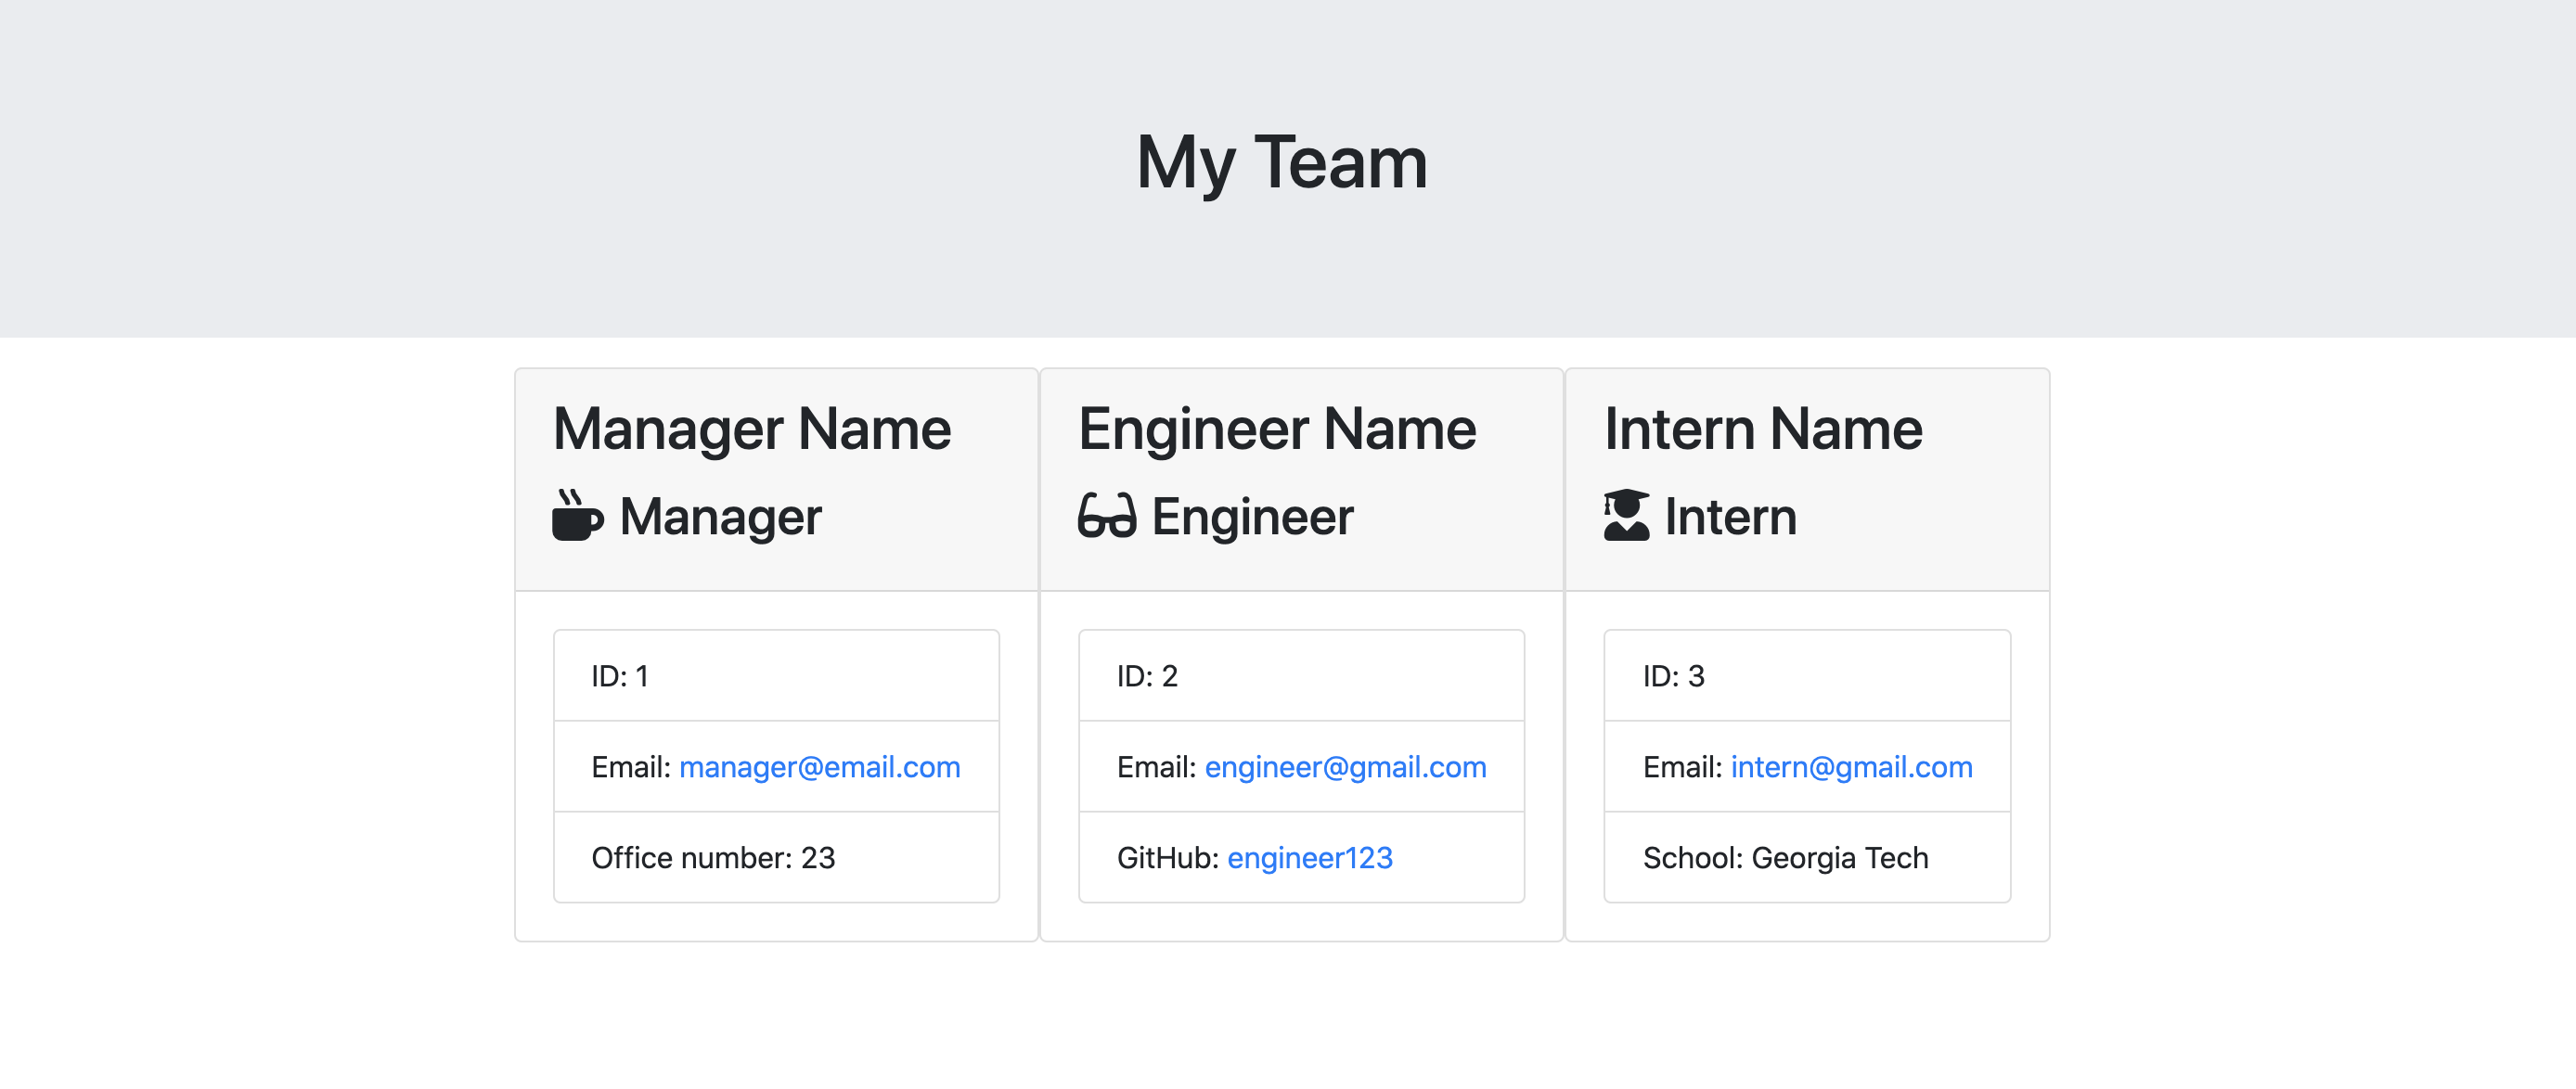 My Team
Manager Name
Manager
ID: 1
Email: manager@email.com
Office number: 23
Engineer Name
Engineer
ID: 2
Email: engineer@gmail.com
GitHub: engineer123
Intern Name
Intern
ID: 3
Email: intern@gmail.com
School: Georgia Tech